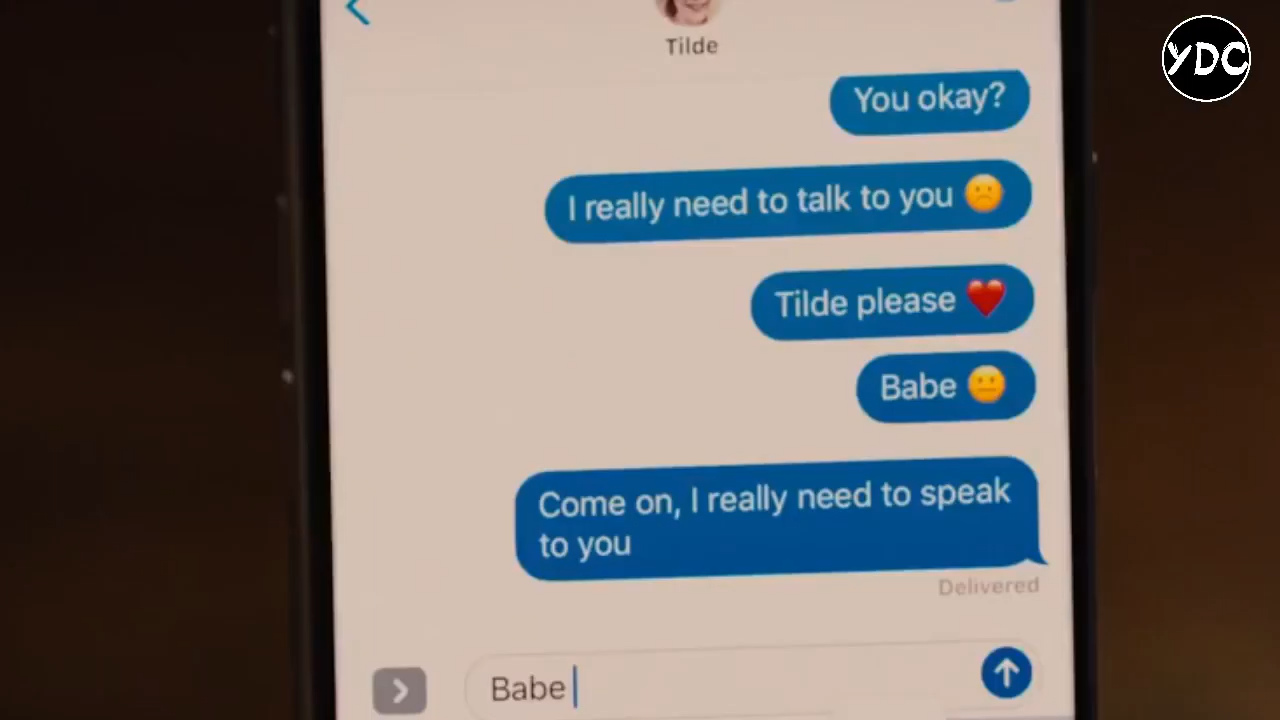 YDC
Tilde
You okay?
I really need to talk to you 🙁
Tilde please ❤️
Babe 😐
Come on, I really need to speak
to you
Delivered
Babe